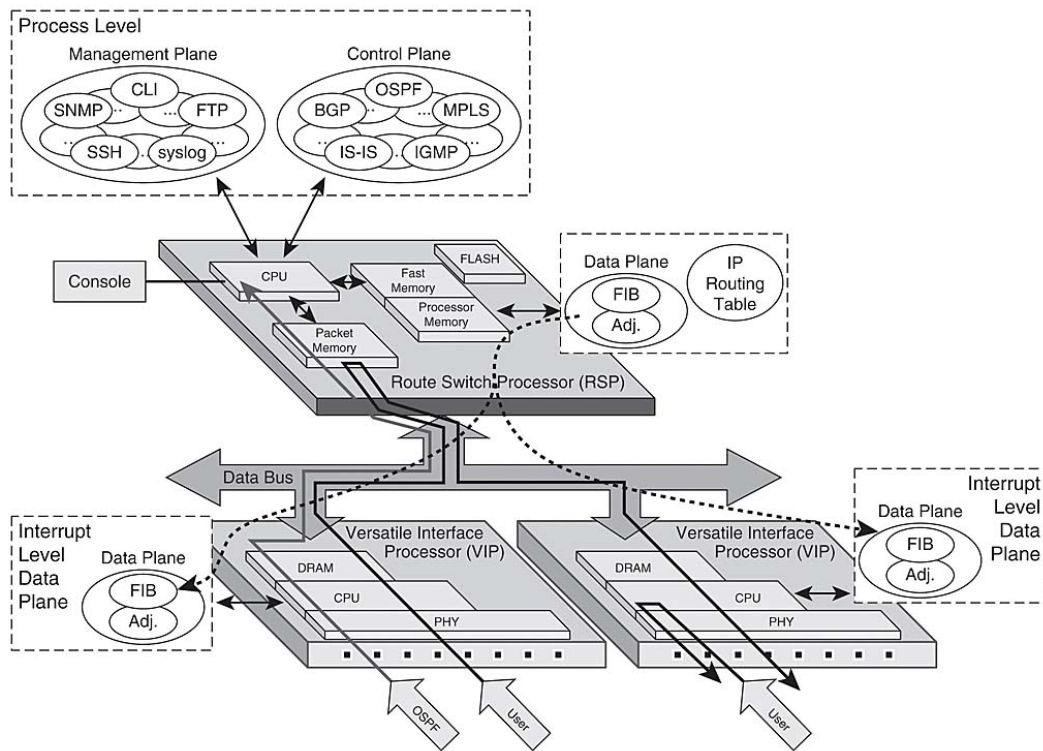 Process Level
Management Plane
Control Plane
CLI
SNMP
FTP
...
...
...
...
SSH
...
syslog
OSPF
BGP
MPLS
...
...
...
...
IS-IS
...
IGMP
Console
CPU
Fast
Memory
Processor
Memory
FLASH
Packet
Memory
Route Switch Processor (RSP)
Data Plane
FIB
Adj.
IP
Routing
Table
Data Bus
Interrupt
Level
Data
Plane
Data Plane
FIB
Adj.
Versatile Interface
Processor (VIP)
DRAM
CPU
PHY
OSPF
User
Versatile Interface
Processor (VIP)
DRAM
CPU
PHY
User
Interrupt
Level
Data
Plane
Data Plane
FIB
Adj.